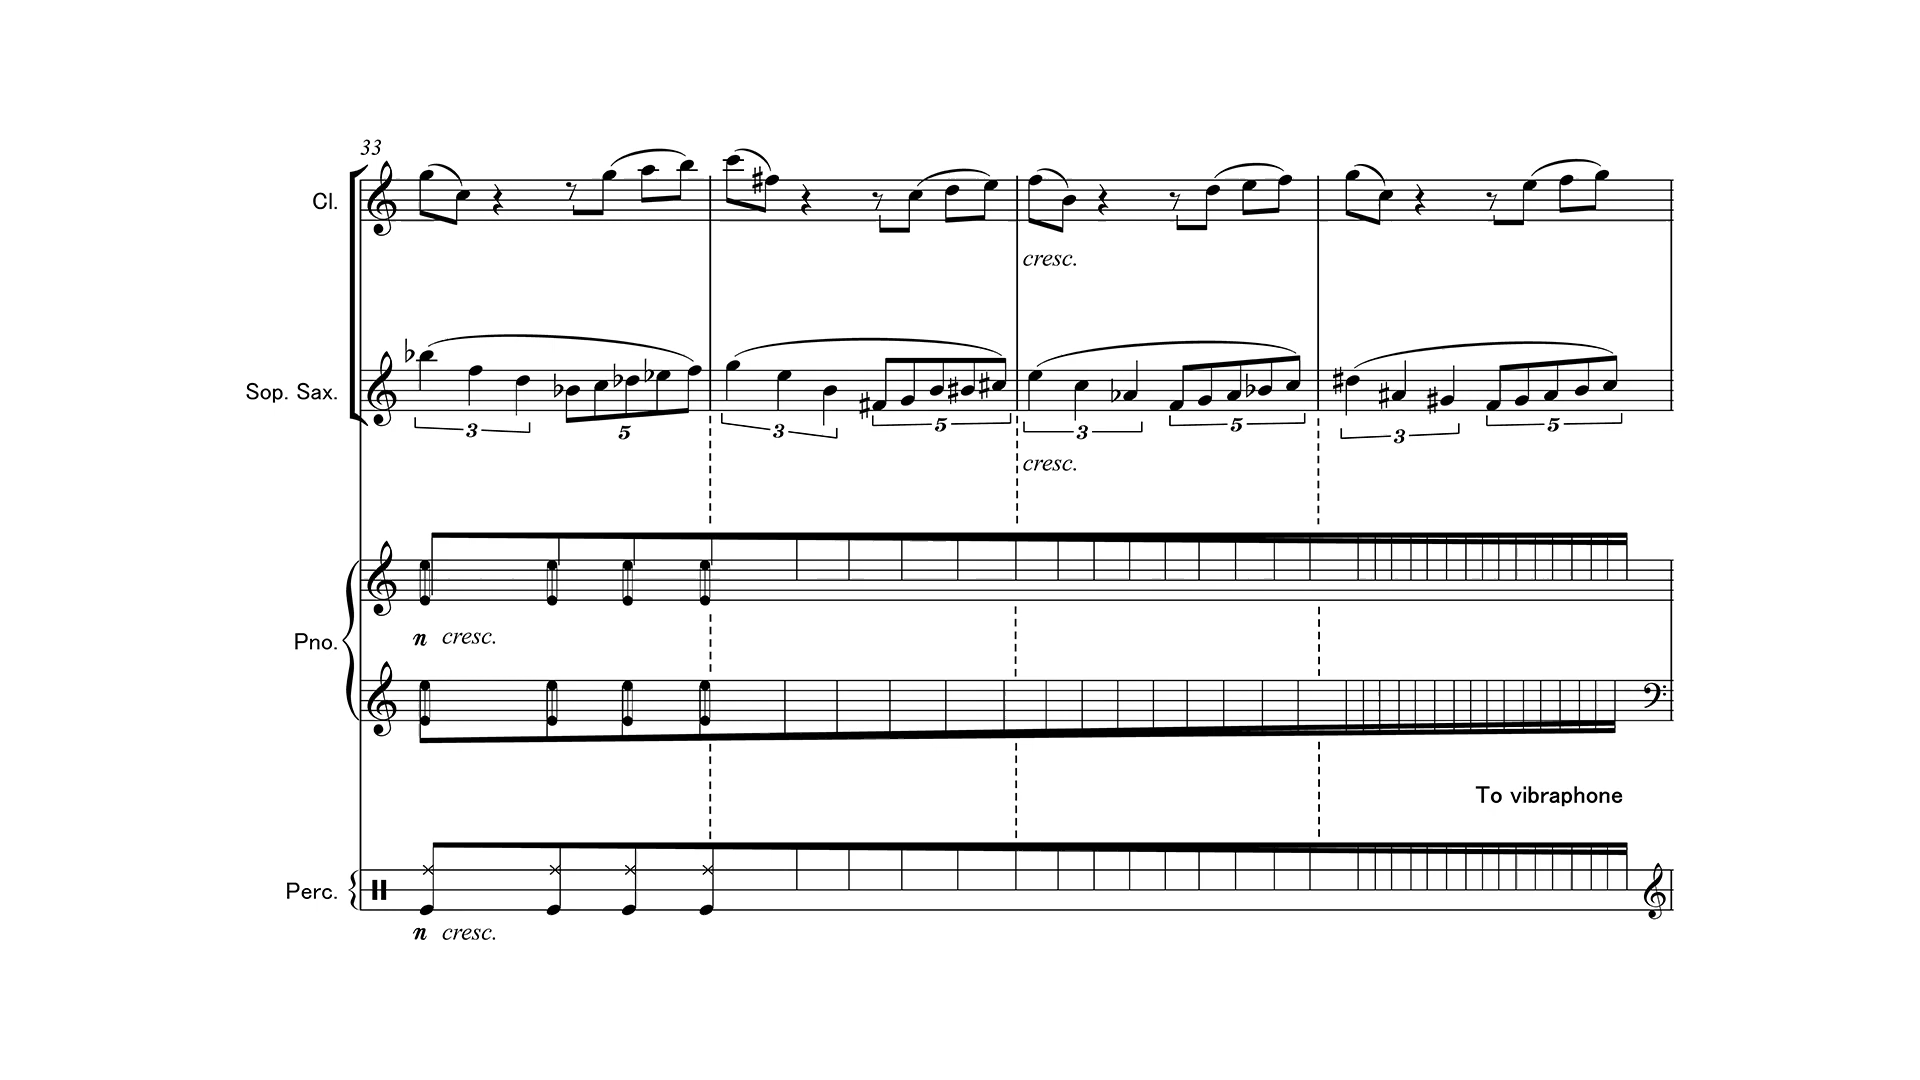 33
Cl.
cresc.
Sop. Sax.
3 5 3 5 3 5 3 5
cresc.
Pno.
n cresc.
To vibraphone
Perc.
n cresc.